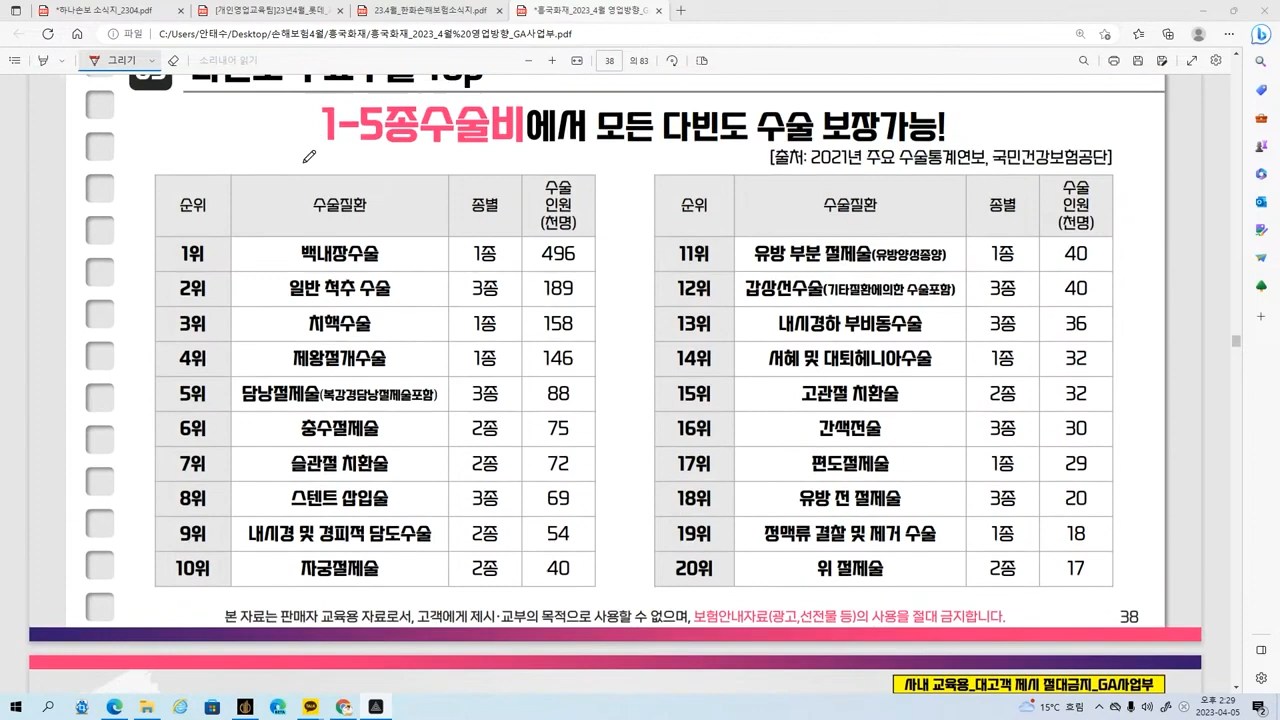 *하나손보 소식지_2304.pdf
[개인영업교육팀]23년4월_롯데_
23.4월_한화손해보험소식지.pdf
*흥국화재_2023_4월 영업방향_G
파일
C:/Users/안태수/Desktop/손해보험4월/흥국화재/흥국화재_2023_4월%20영업방향_GA사업부.pdf
그리기
소리내어 읽기
38
의 83
1-5종수술비에서 모든 다빈도 수술 보장가능!
[출처: 2021년 주요 수술통계연보, 국민건강보험공단]
순위 수술질환 종별 수술인원(천명)
1위 백내장수술 1종 496
2위 일반 척추 수술 3종 189
3위 치핵수술 1종 158
4위 제왕절개수술 1종 146
5위 담낭절제술(복강경담낭절제술포함) 3종 88
6위 충수절제술 2종 75
7위 슬관절 치환술 2종 72
8위 스텐트 삽입술 3종 69
9위 내시경 및 경피적 담도수술 2종 54
10위 자궁절제술 2종 40
순위 수술질환 종별 수술인원(천명)
11위 유방 부분 절제술(유방양성종양) 1종 40
12위 갑상선수술(기타질환에의한 수술포함) 3종 40
13위 내시경하 부비동수술 3종 36
14위 서혜 및 대퇴헤니아수술 1종 32
15위 고관절 치환술 2종 32
16위 간색전술 3종 30
17위 편도절제술 1종 29
18위 유방 전 절제술 3종 20
19위 정맥류 결찰 및 제거 수술 1종 18
20위 위 절제술 2종 17
본 자료는 판매자 교육용 자료로서, 고객에게 제시·교부의 목적으로 사용할 수 없으며, 보험안내자료(광고,선전물 등)의 사용을 절대 금지합니다.
38
사내 교육용_대고객 제시 절대금지_GA사업부
15°C 흐림
오후 2:29
2023-04-05